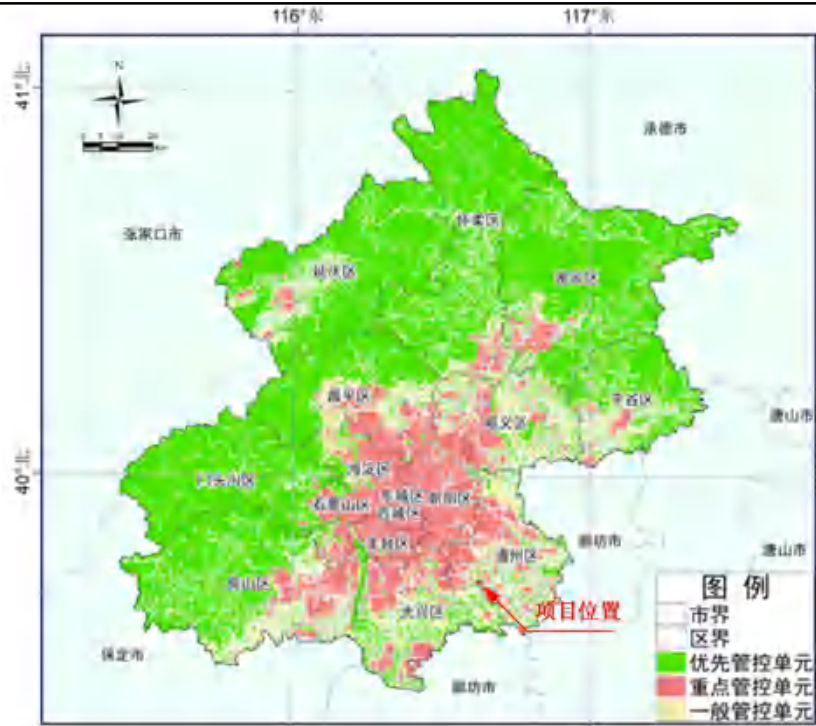 116°东
117°东
41°北
N
承德市
怀柔区
张家口市
延庆区
密云区
昌平区
平谷区
顺义区
唐山市
40°北
海淀区
门头沟区
东城区
朝阳区
石景山区
西城区
丰台区
廊坊市
通州区
唐山市
房山区
图 例
大兴区
项目位置
市界
区界
保定市
优先管控单元
廊坊市
重点管控单元
一般管控单元